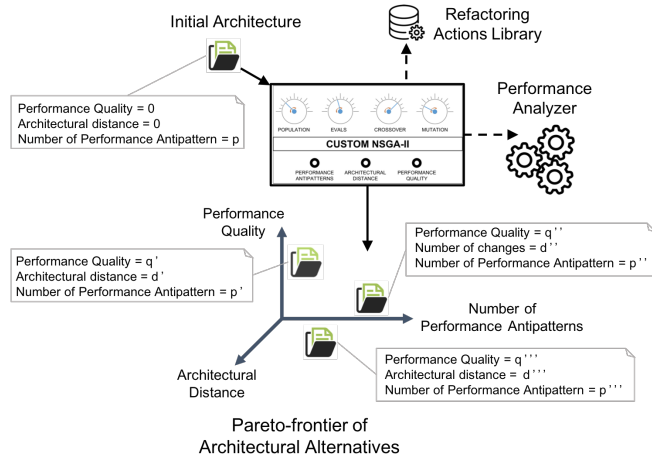 Initial Architecture
Refactoring
Actions Library
Performance Quality = 0
Architectural distance = 0
Number of Performance Antipattern = p
Performance
Analyzer
POPULATION EVALS CROSSOVER MUTATION
CUSTOM NSGA-II
PERFORMANCE ANTIPATTERNS
ARCHITECTURAL DISTANCE
PERFORMANCE QUALITY
Performance
Quality
Performance Quality = q''
Number of changes = d''
Number of Performance Antipattern = p''
Performance Quality = q'
Architectural distance = d'
Number of Performance Antipattern = p'
Number of
Performance Antipatterns
Performance Quality = q'''
Architectural distance = d'''
Number of Performance Antipattern = p'''
Architectural
Distance
Pareto-frontier of
Architectural Alternatives